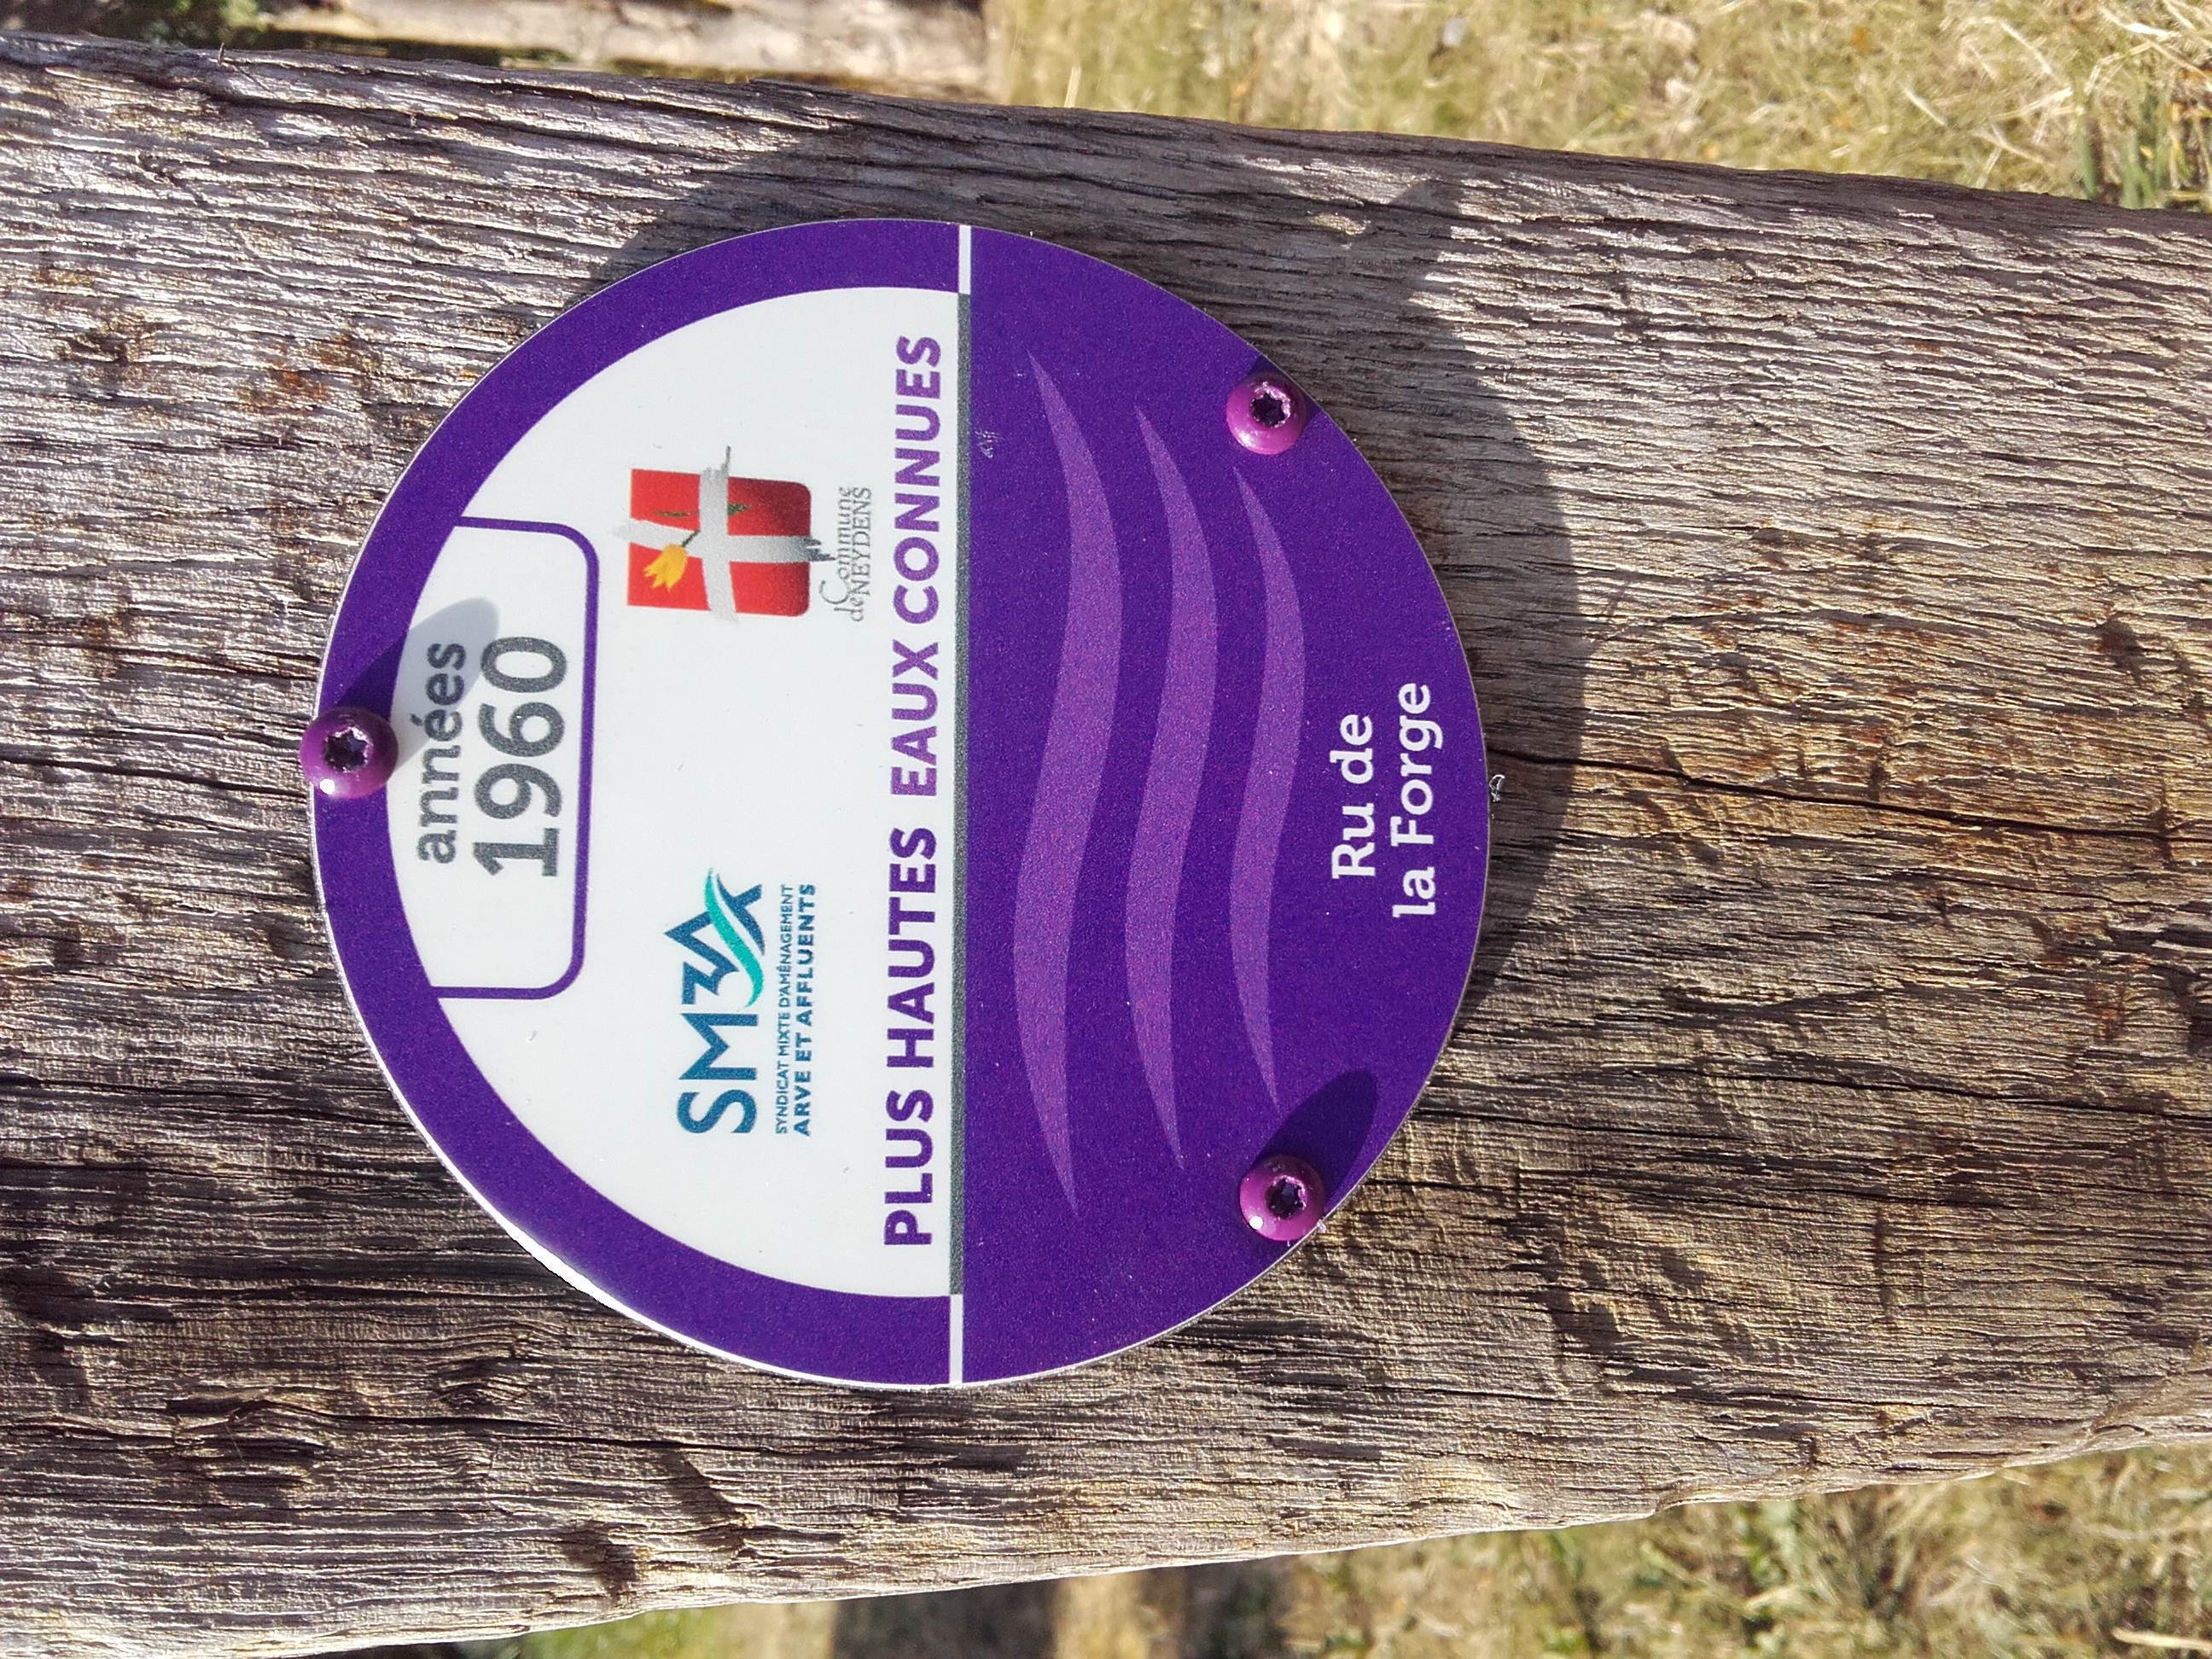 années
1960
SM3A
SYNDICAT MIXTE D'AMÉNAGEMENT
ARVE ET AFFLUENTS
Commune
de NEYDENS
PLUS HAUTES EAUX CONNUES
Ru de
la Forge